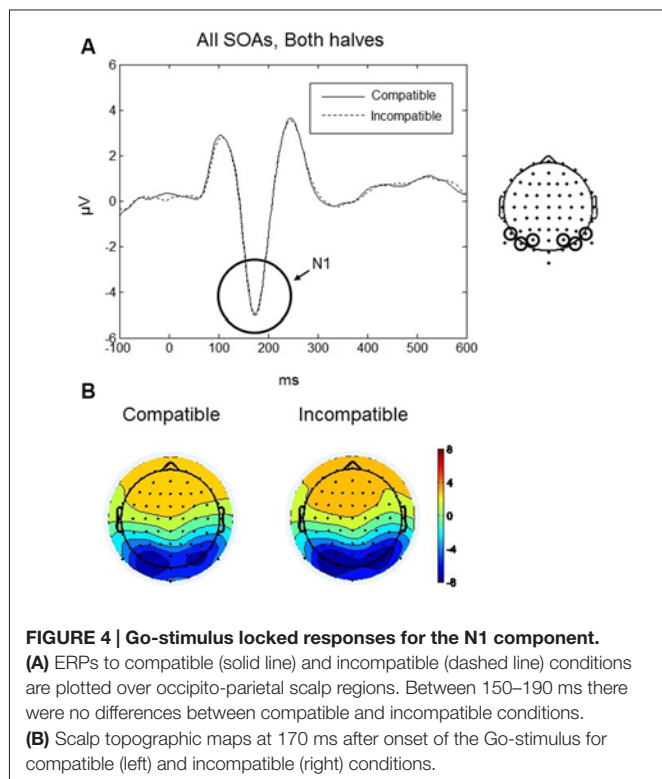 All SOAs, Both halves
A
6
4
2
0
-2
-4
-6
µV
Compatible
Incompatible
N1
-100 0 100 200 300 400 500 600
ms
B
Compatible Incompatible
8
4
0
-4
-8
FIGURE 4 | Go-stimulus locked responses for the N1 component.
(A) ERPs to compatible (solid line) and incompatible (dashed line) conditions
are plotted over occipito-parietal scalp regions. Between 150–190 ms there
were no differences between compatible and incompatible conditions.
(B) Scalp topographic maps at 170 ms after onset of the Go-stimulus for
compatible (left) and incompatible (right) conditions.